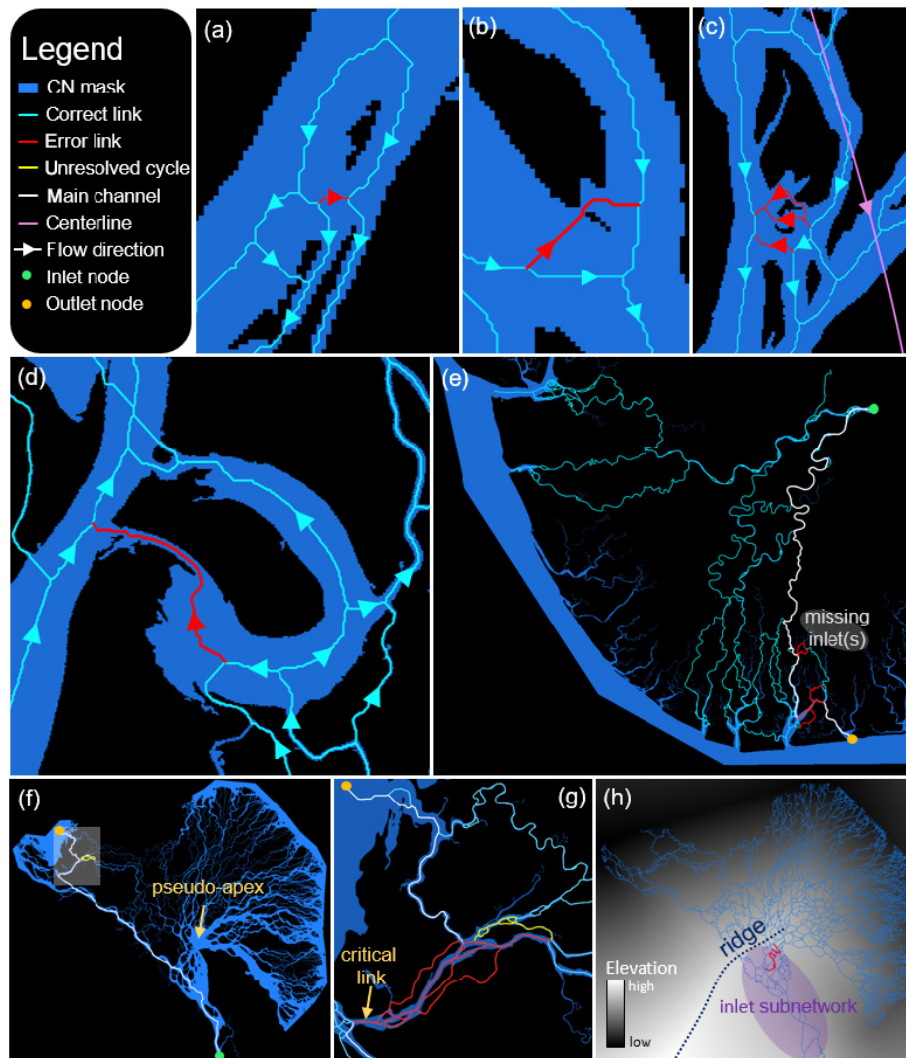 Legend
CN mask
Correct link
Error link
Unresolved cycle
Main channel
Centerline
Flow direction
Inlet node
Outlet node
(a)
(b)
(c)
(d)
(e)
missing
inlet(s)
(f)
pseudo-apex
(g)
critical
link
(h)
ridge
Elevation
high
low
inlet subnetwork